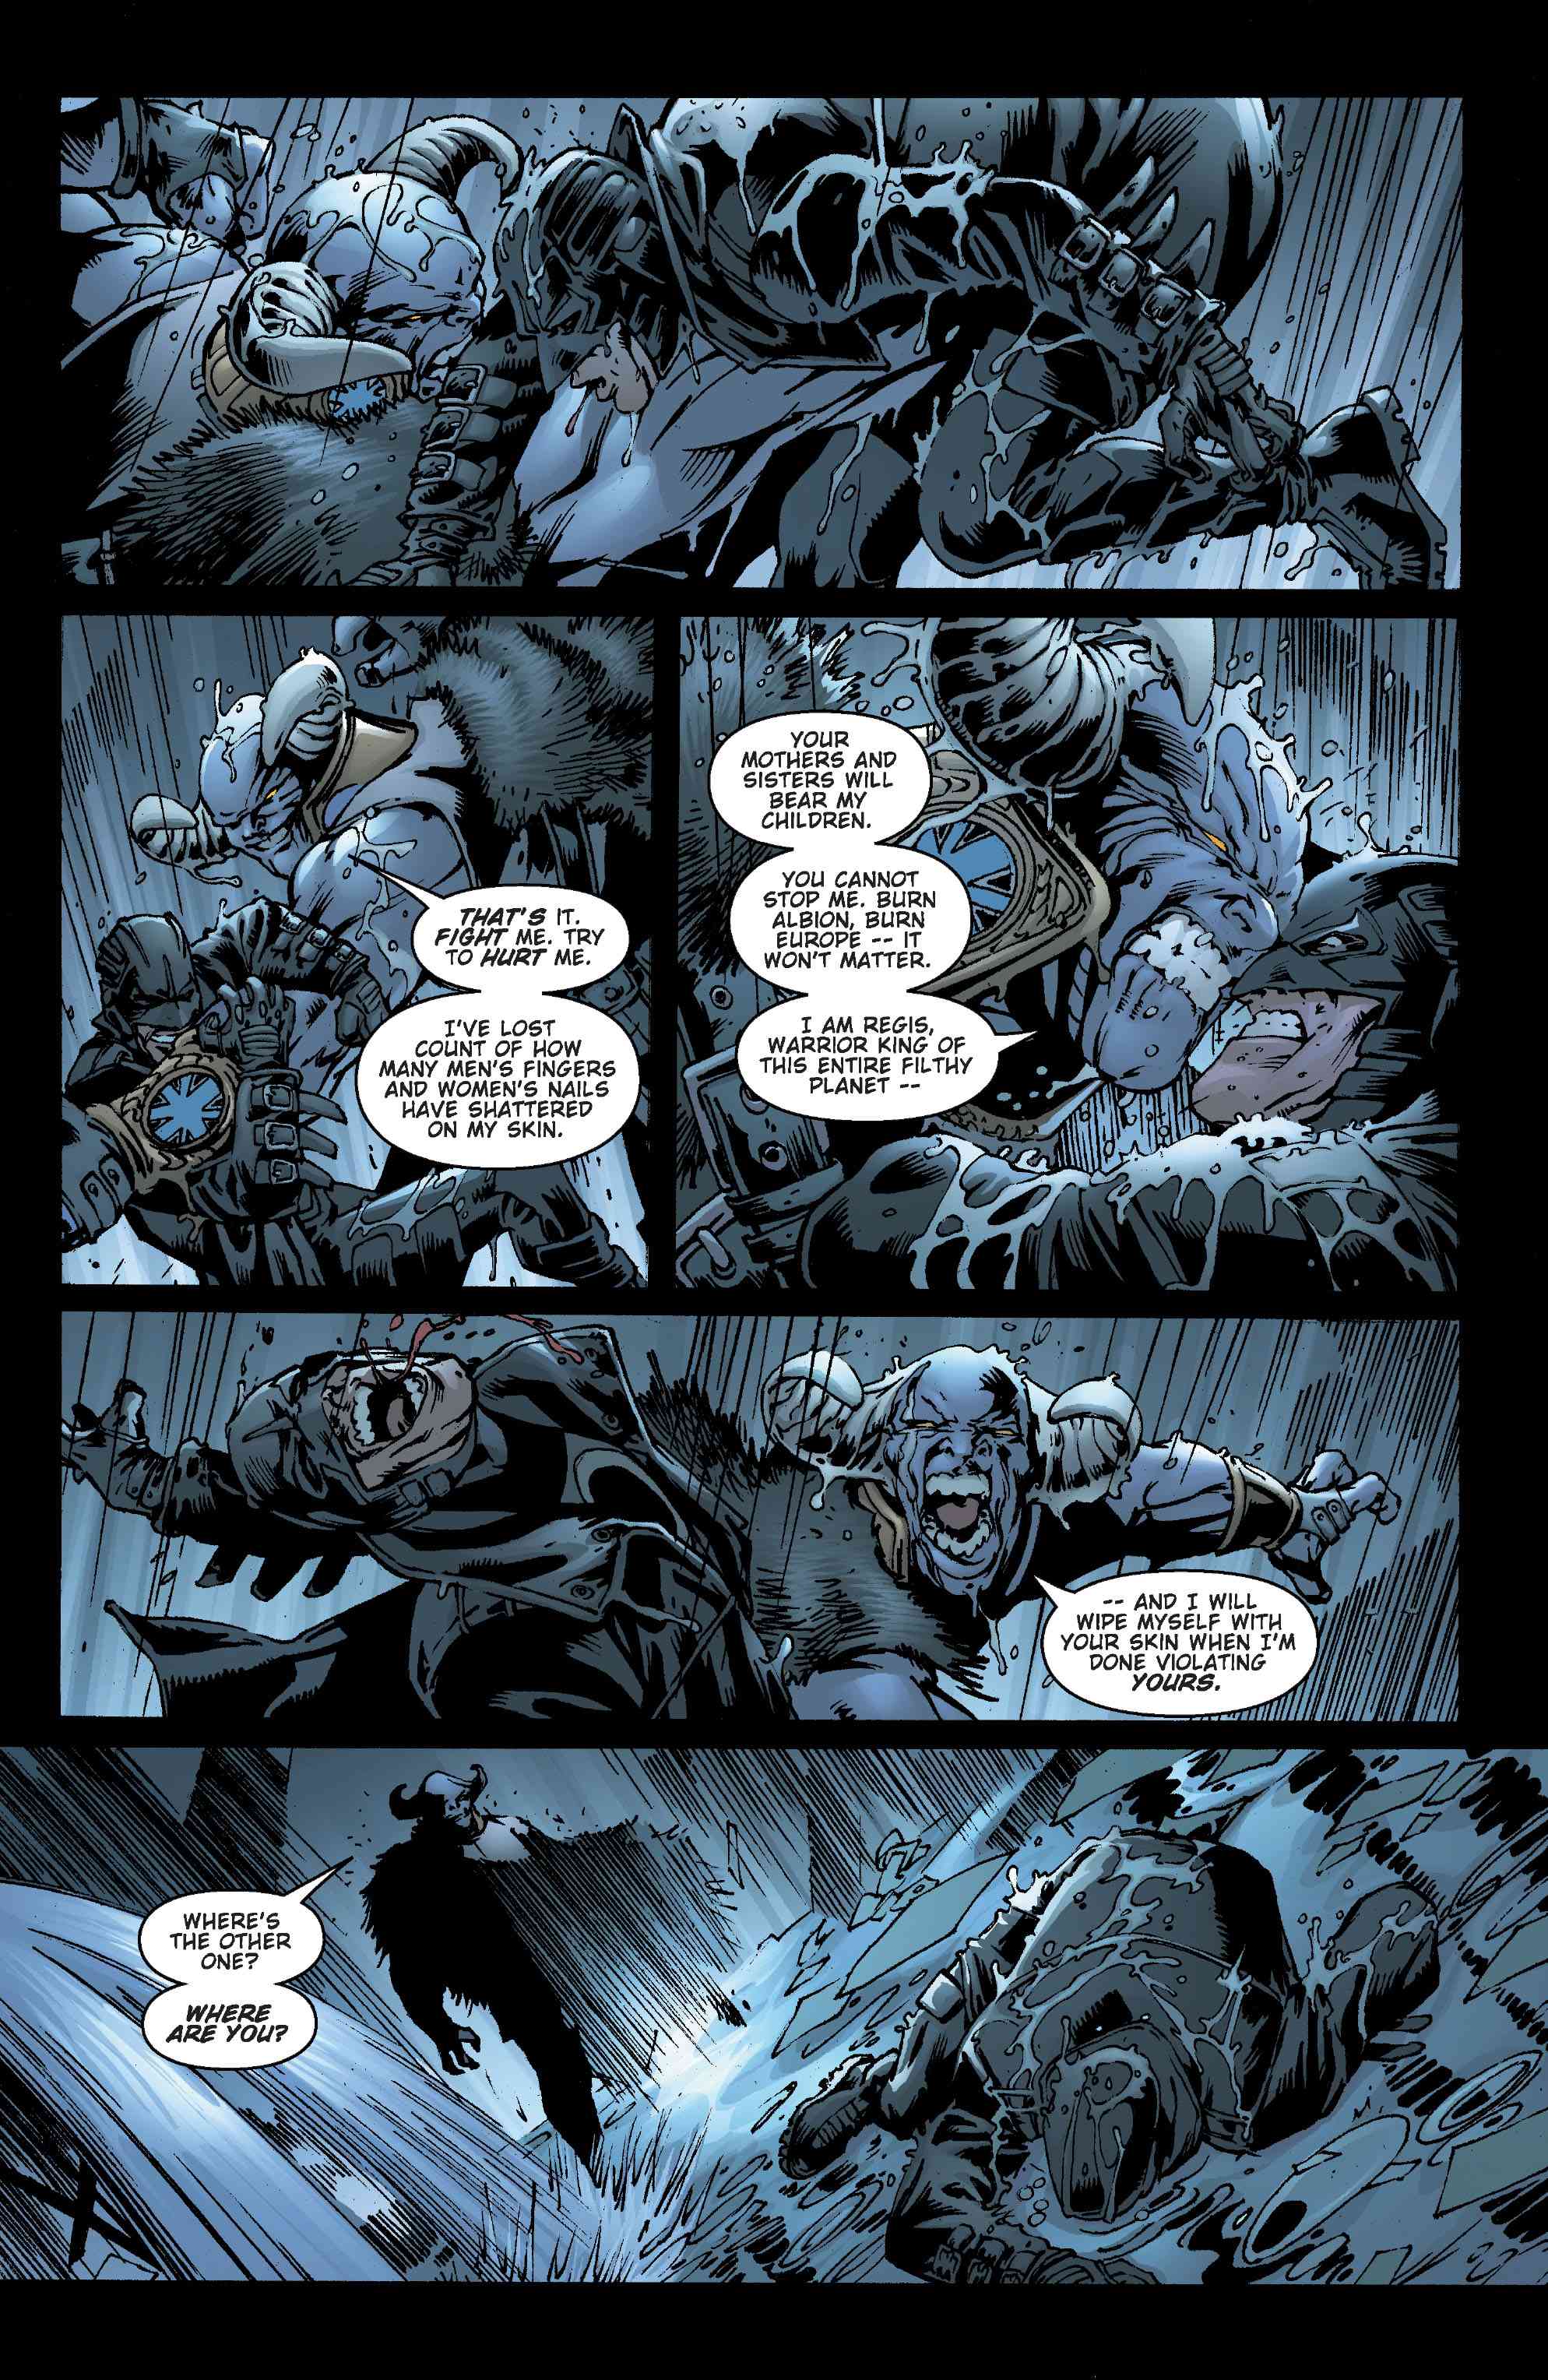 THAT'S IT.
FIGHT ME. TRY
TO HURT ME.
I'VE LOST
COUNT OF HOW
MANY MEN'S FINGERS
AND WOMEN'S NAILS
HAVE SHATTERED
ON MY SKIN.
YOUR
MOTHERS AND
SISTERS WILL
BEAR MY
CHILDREN.
YOU CANNOT
STOP ME. BURN
ALBION, BURN
EUROPE -- IT
WON'T MATTER.
I AM REGIS,
WARRIOR KING OF
THIS ENTIRE FILTHY
PLANET --
-- AND I WILL
WIPE MYSELF WITH
YOUR SKIN WHEN I'M
DONE VIOLATING
YOURS.
WHERE'S
THE OTHER
ONE?
WHERE
ARE YOU?